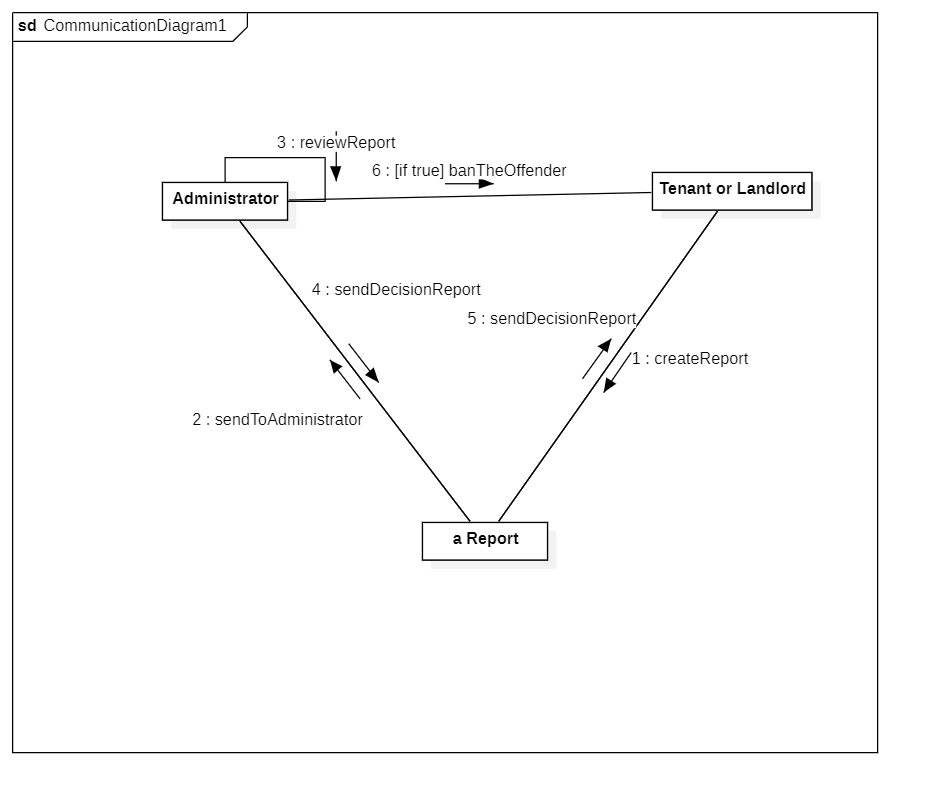 sd CommunicationDiagram1
3 : reviewReport
6 : [if true] banTheOffender
Administrator
Tenant or Landlord
4 : sendDecisionReport
5 : sendDecisionReport
1 : createReport
2 : sendToAdministrator
a Report